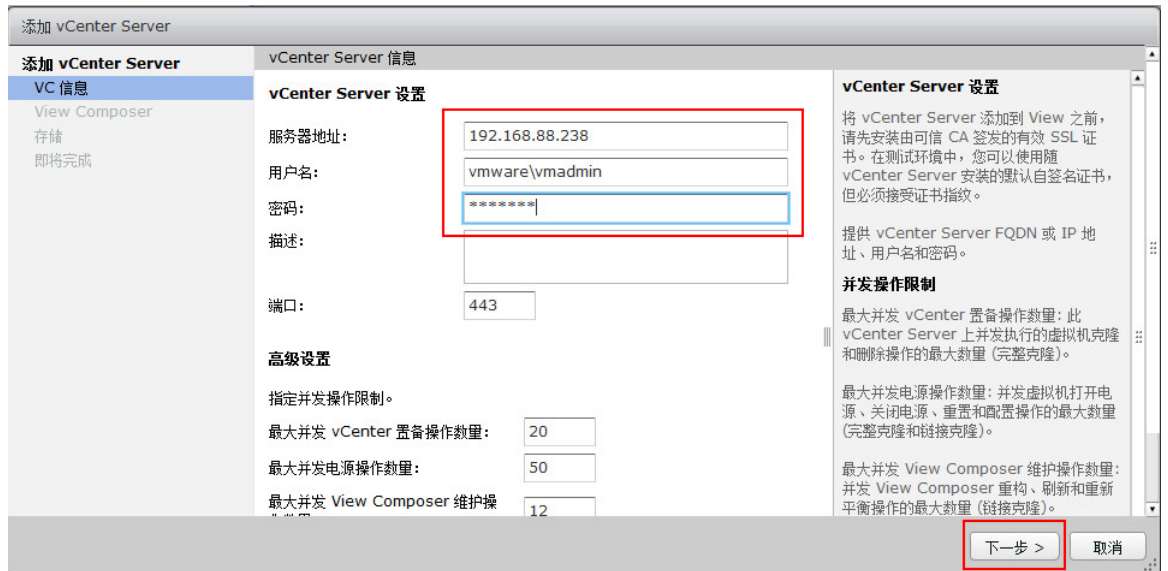 添加 vCenter Server
添加 vCenter Server
VC 信息
View Composer
存储
即将完成
vCenter Server 信息
vCenter Server 设置
服务器地址:
192.168.88.238
用户名:
vmware\vmadmin
密码:
*******
描述:
端口:
443
高级设置
指定并发操作限制。
最大并发 vCenter 置备操作数量:
20
最大并发电源操作数量:
50
最大并发 View Composer 维护操
12
vCenter Server 设置
将 vCenter Server 添加到 View 之前,
请先安装由可信 CA 签发的有效 SSL 证
书。在测试环境中，您可以使用随
vCenter Server 安装的默认自签名证书，
但必须接受证书指纹。
提供 vCenter Server FQDN 或 IP 地
址、用户名和密码。
并发操作限制
最大并发 vCenter 置备操作数量: 此
vCenter Server 上并发执行的虚拟机克隆
和删除操作的最大数量 (完整克隆)。
最大并发电源操作数量: 并发虚拟机打开电
源、关闭电源、重置和配置操作的最大数量
(完整克隆和链接克隆)。
最大并发 View Composer 维护操作数量:
并发 View Composer 重构、刷新和重新
平衡操作的最大数量 (链接克隆)。
下一步 >
取消